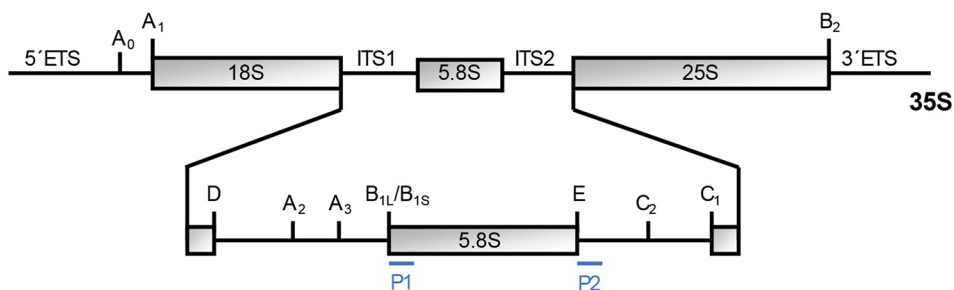 A₁ B₂
A₀
5´ETS ITS1 ITS2 3´ETS
18S 5.8S 25S
35S
D B₁L/B₁S E C₁
A₂ A₃ C₂
5.8S
P1 P2